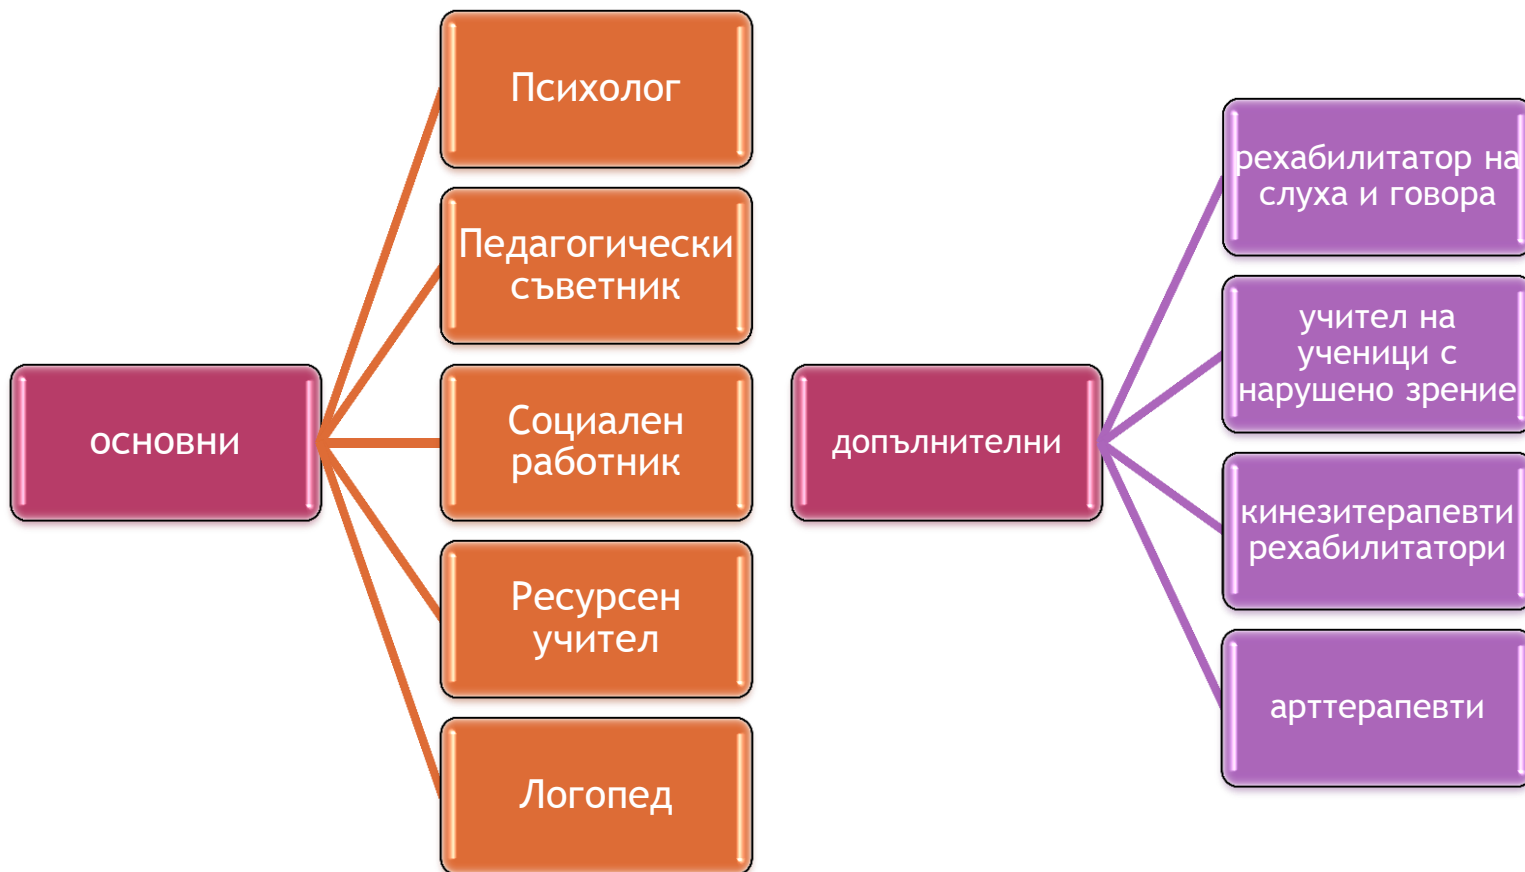 основни
Психолог
Педагогически
съветник
Социален
работник
Ресурсен
учител
Логопед
допълнителни
рехабилитатор на
слуха и говора
учител на
ученици с
нарушено зрение
кинезитерапевти
рехабилитатори
арттерапевти